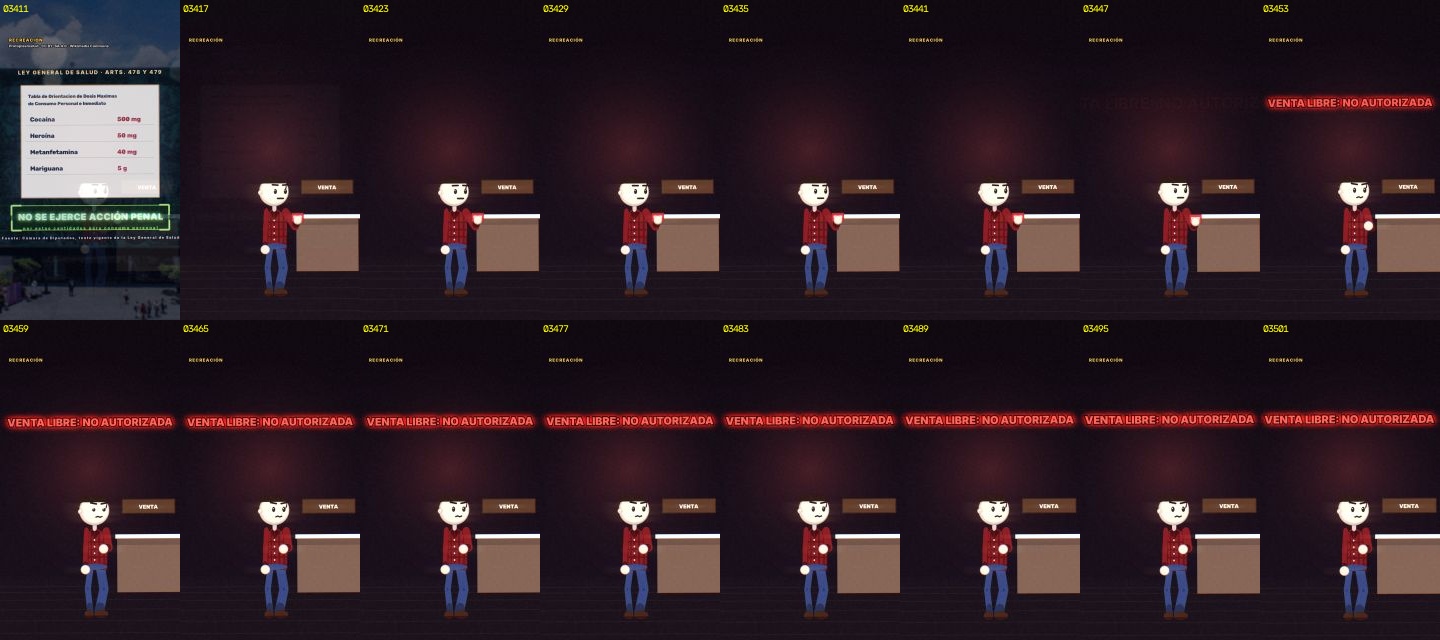 03411
RECREACIÓN
LEY GENERAL DE SALUD · ARTS. 478 Y 479
Tabla de Orientación de Dosis Máximas
de Consumo Personal e Inmediato
Cocaína 500 mg
Heroína 50 mg
Metanfetamina 40 mg
Mariguana 5 g
VENTA
NO SE EJERCE ACCIÓN PENAL
por estas cantidades para consumo personal
Fuente: Cámara de Diputados, texto vigente de la Ley General de Salud
03417
RECREACIÓN
VENTA
03423
RECREACIÓN
VENTA
03429
RECREACIÓN
VENTA
03435
RECREACIÓN
VENTA
03441
RECREACIÓN
VENTA
03447
RECREACIÓN
TA LIBRE: NO AUTORIZ
VENTA
03453
RECREACIÓN
VENTA LIBRE: NO AUTORIZADA
VENTA
03459
RECREACIÓN
VENTA LIBRE: NO AUTORIZADA
VENTA
03465
RECREACIÓN
VENTA LIBRE: NO AUTORIZADA
VENTA
03471
RECREACIÓN
VENTA LIBRE: NO AUTORIZADA
VENTA
03477
RECREACIÓN
VENTA LIBRE: NO AUTORIZADA
VENTA
03483
RECREACIÓN
VENTA LIBRE: NO AUTORIZADA
VENTA
03489
RECREACIÓN
VENTA LIBRE: NO AUTORIZADA
VENTA
03495
RECREACIÓN
VENTA LIBRE: NO AUTORIZADA
VENTA
03501
RECREACIÓN
VENTA LIBRE: NO AUTORIZADA
VENTA